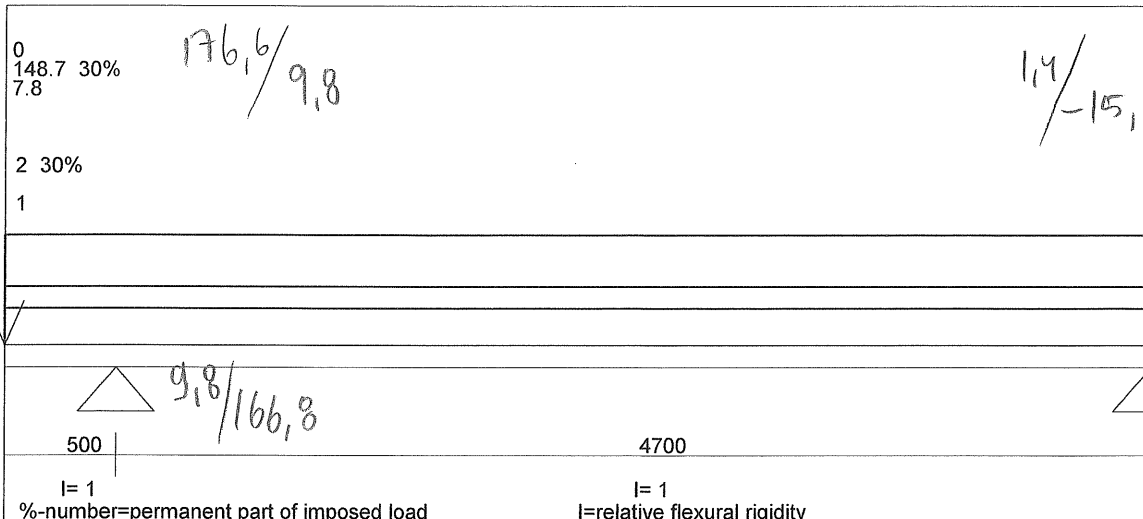 0
148.7 30%
7.8
176,6/9,8
1,4/-15,
2 30%
1
9,8/166,8
500
4700
I= 1
I= 1
%-number=permanent part of imposed load
I=relative flexural rigidity